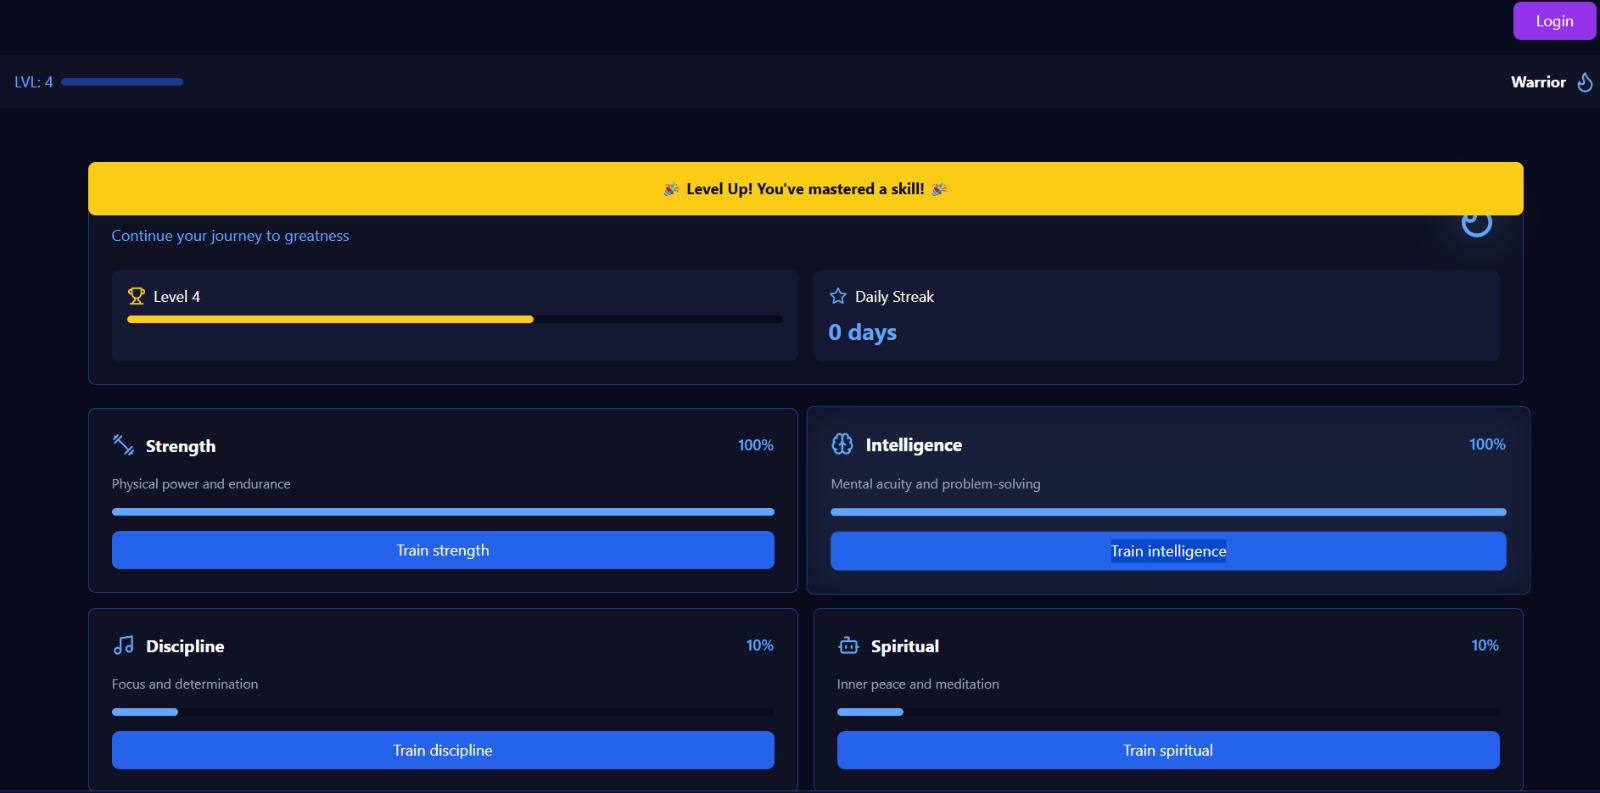 Login
LVL: 4
Warrior
🎉 Level Up! You've mastered a skill! 🎉
Continue your journey to greatness
Level 4
Daily Streak
0 days
Strength
100%
Physical power and endurance
Train strength
Intelligence
100%
Mental acuity and problem-solving
Train intelligence
Discipline
10%
Focus and determination
Train discipline
Spiritual
10%
Inner peace and meditation
Train spiritual